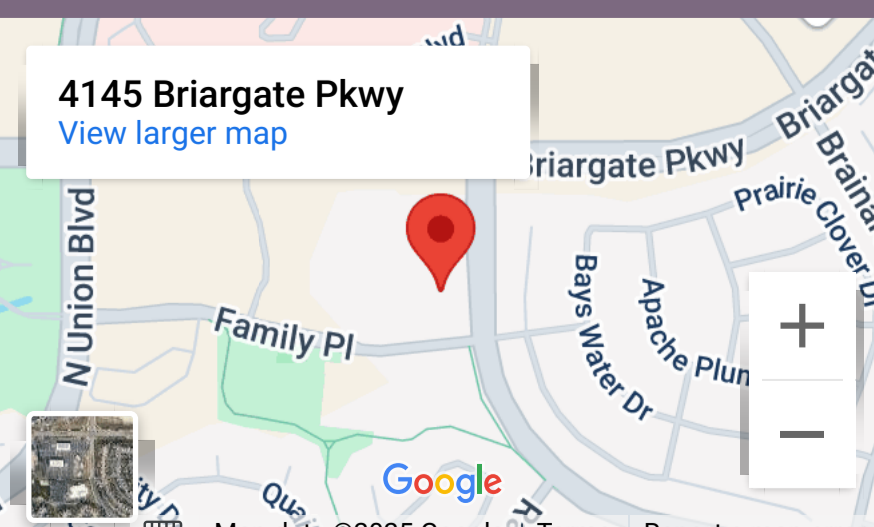 4145 Briargate Pkwy
View larger map
Briargat
Briargate Pkwy
Prairie Clover Dr
N Union Blvd
Bays Water Dr
Apache Plum
Family Pl
Google